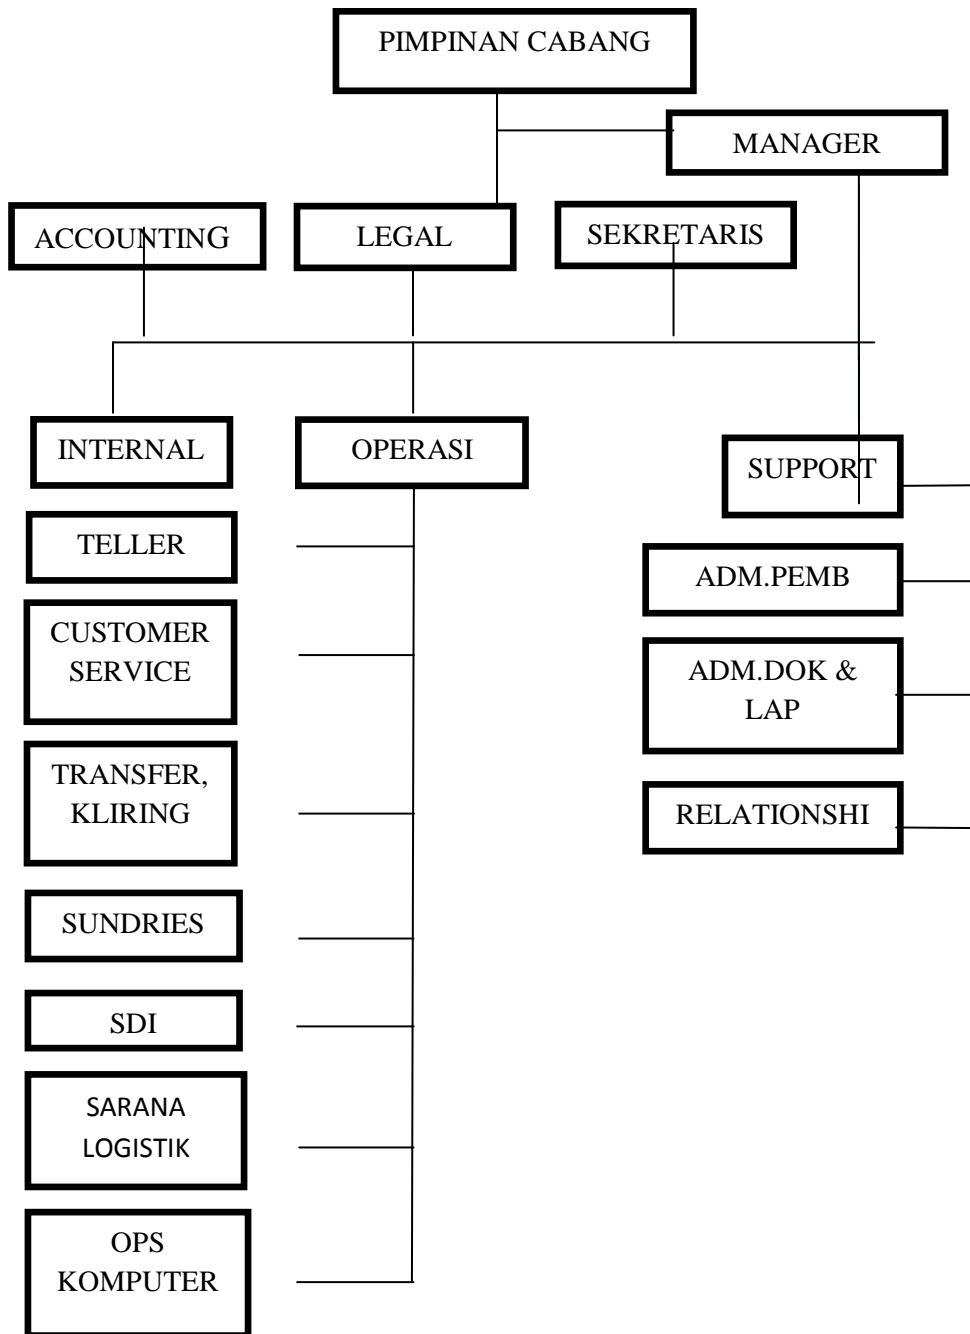 PIMPINAN CABANG
MANAGER
ACCOUNTING
LEGAL
SEKRETARIS
INTERNAL
OPERASI
SUPPORT
TELLER
ADM.PEMB
CUSTOMER
SERVICE
ADM.DOK &
LAP
TRANSFER,
KLIRING
RELATIONSHI
SUNDRIES
SDI
SARANA
LOGISTIK
OPS
KOMPUTER